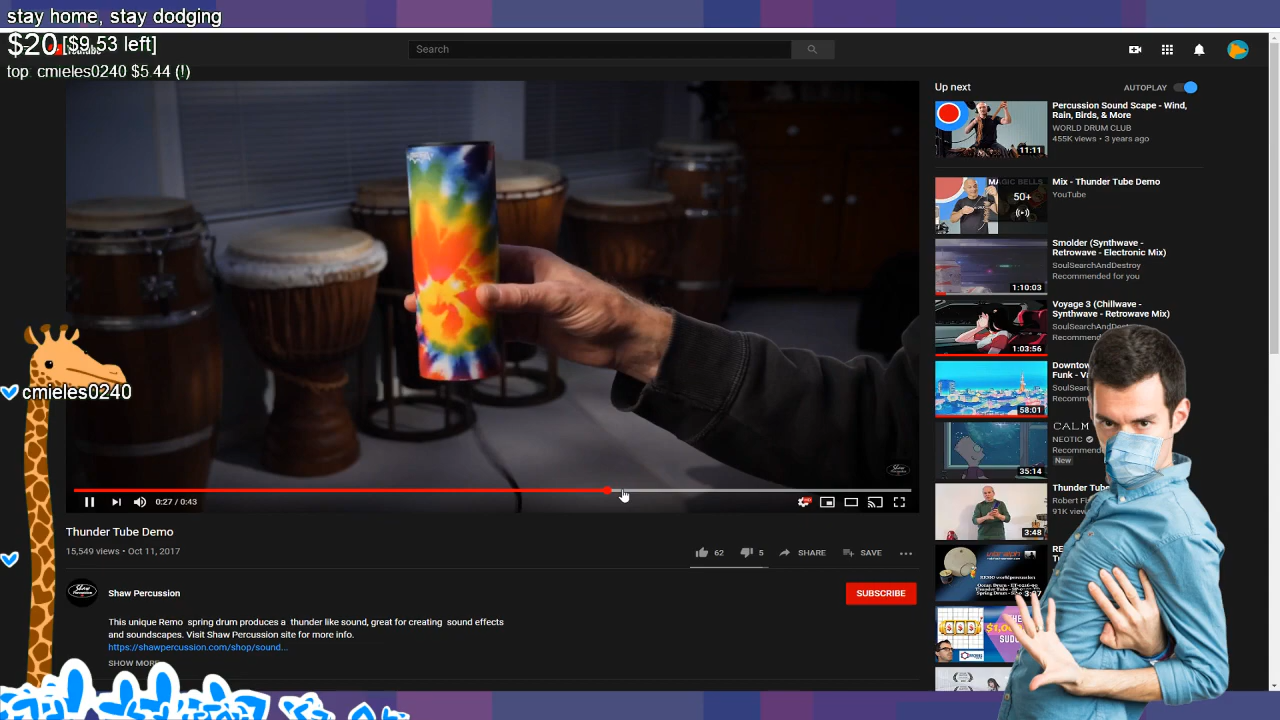 stay home, stay dodging
$20 [$9.53 left]
top: cmieles0240 $5.44 (!)
Search
Up next
AUTOPLAY
Percussion Sound Scape - Wind,
Rain, Birds, & More
WORLD DRUM CLUB
455K views • 3 years ago
11:11
Mix - Thunder Tube Demo
YouTube
50+
Smolder (Synthwave -
Retrowave - Electronic Mix)
SoulSearchAndDestroy
Recommended for you
1:10:03
Voyage 3 (Chillwave -
Synthwave - Retrowave Mix)
1:03:56
58:01
CALM
NEOTIC
New
35:14
Thunder
3:48
cmieles0240
0:27 / 0:43
Thunder Tube Demo
15,549 views • Oct 11, 2017
62
5
SHARE
SAVE
Shaw Percussion
SUBSCRIBE
This unique Remo spring drum produces a thunder like sound, great for creating sound effects
and soundscapes. Visit Shaw Percussion site for more info.
https://shawpercussion.com/shop/sound...
SHOW MORE